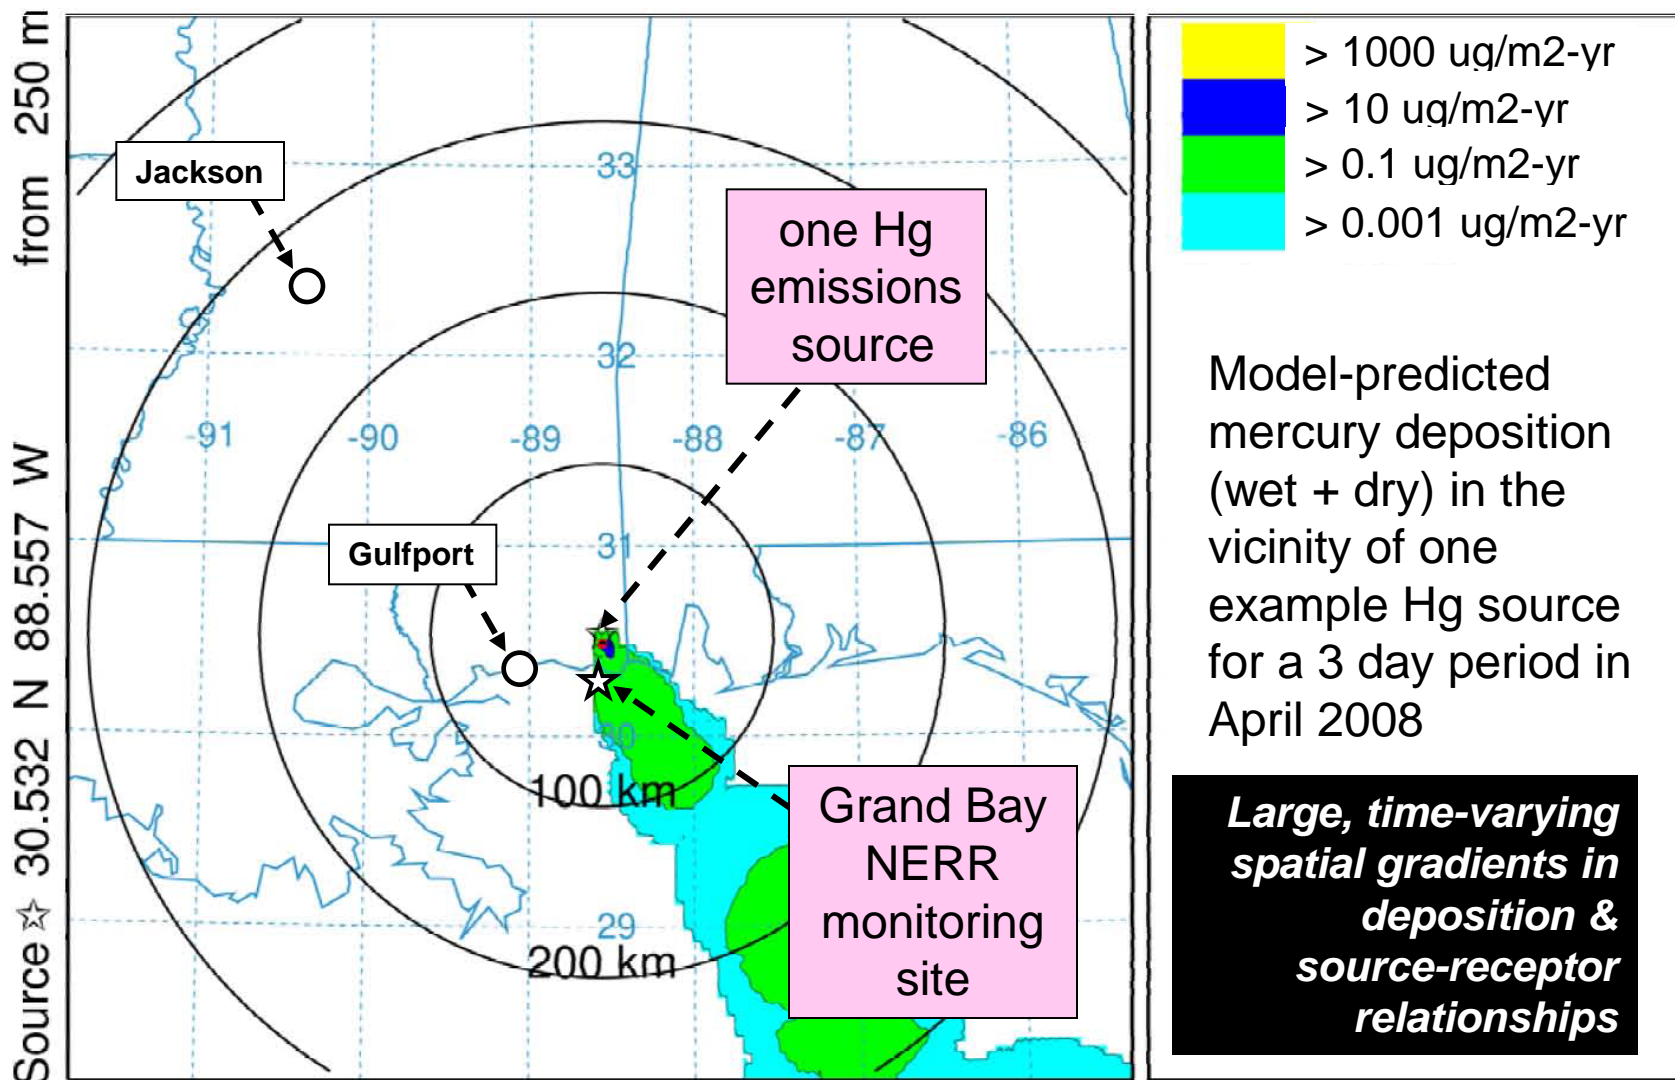 Source ☆ 30.532 N 88.557 W from 250 m
Jackson
33
one Hg
emissions
source
32
-91
-90
-89
-88
-87
-86
Gulfport
31
30
100 km
Grand Bay
NERR
monitoring
site
29
200 km
> 1000 ug/m2-yr
> 10 ug/m2-yr
> 0.1 ug/m2-yr
> 0.001 ug/m2-yr
Model-predicted
mercury deposition
(wet + dry) in the
vicinity of one
example Hg source
for a 3 day period in
April 2008
Large, time-varying
spatial gradients in
deposition &
source-receptor
relationships